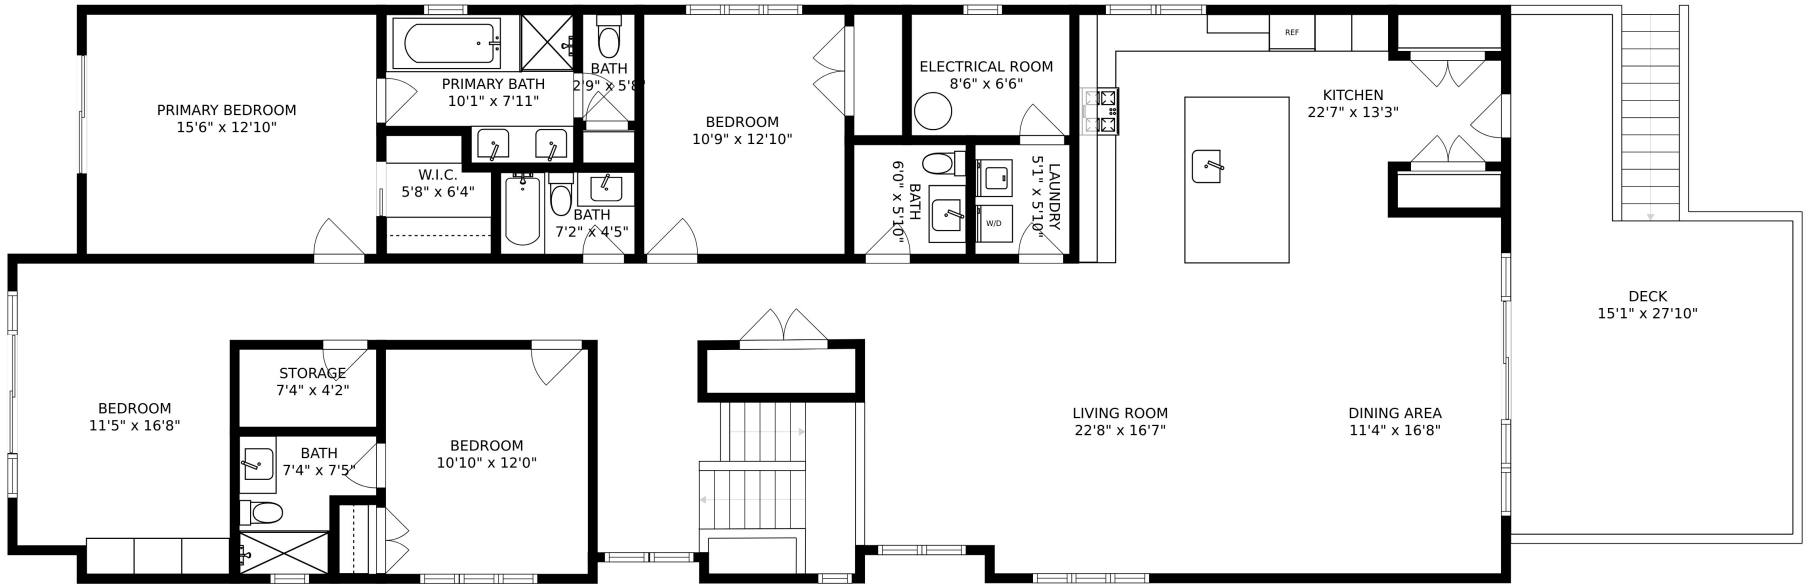 PRIMARY BEDROOM
15'6" x 12'10"
PRIMARY BATH
10'1" x 7'11"
BATH
2'9" x 5'8"
BEDROOM
10'9" x 12'10"
ELECTRICAL ROOM
8'6" x 6'6"
REF
KITCHEN
22'7" x 13'3"
W.I.C.
5'8" x 6'4"
BATH
7'2" x 4'5"
BATH
6'0" x 5'10"
LAUNDRY
5'1" x 5'10"
W/D
DECK
15'1" x 27'10"
BEDROOM
11'5" x 16'8"
STORAGE
7'4" x 4'2"
BATH
7'4" x 7'5"
BEDROOM
10'10" x 12'0"
LIVING ROOM
22'8" x 16'7"
DINING AREA
11'4" x 16'8"